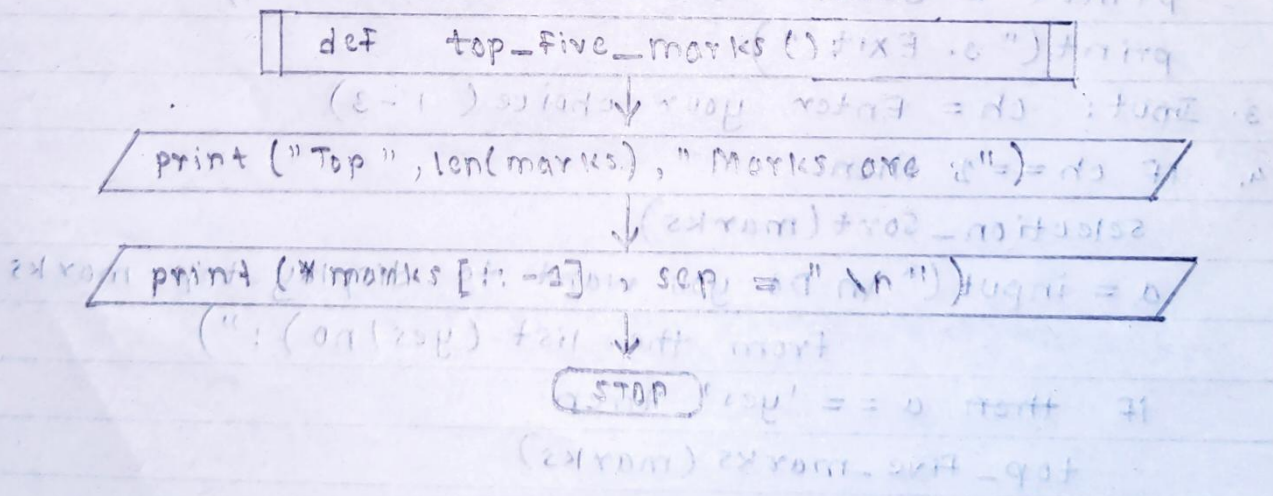 def top_five_marks()
print ("Top", len(marks), "Marks are :")
print (*marks [::-1], sep = "\n")
STOP